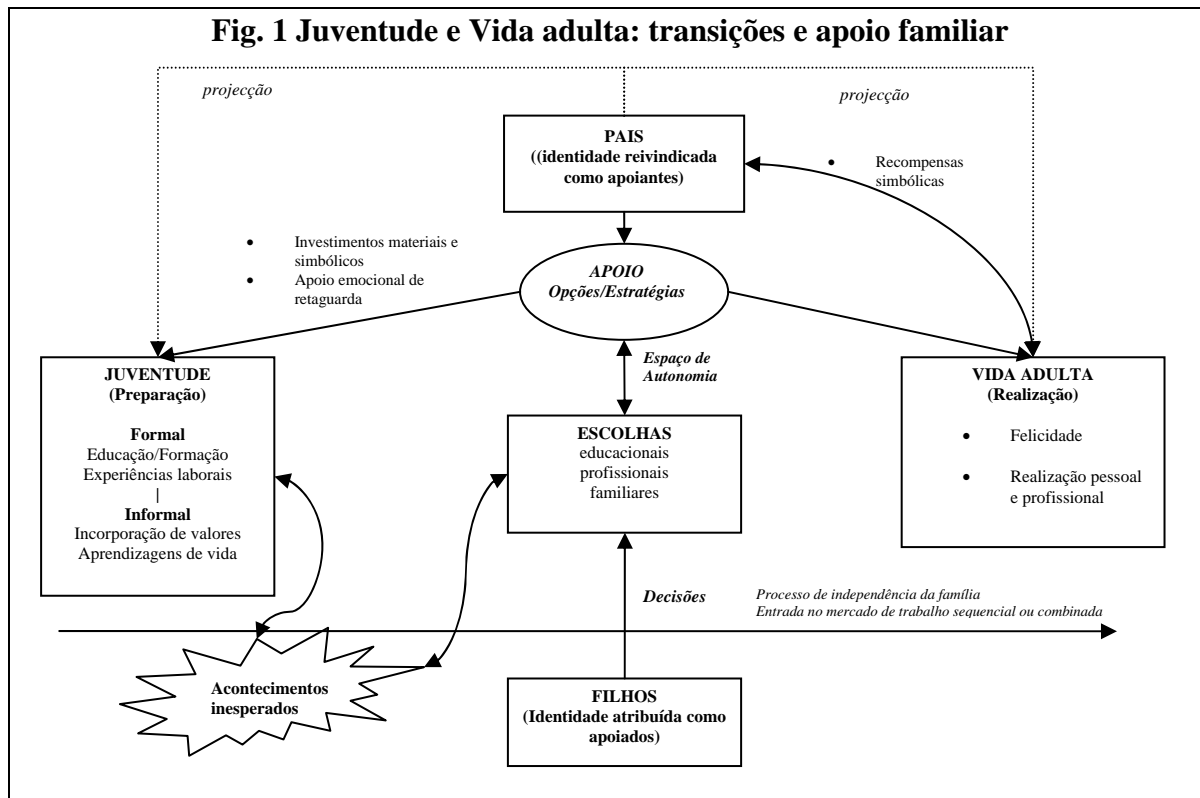 Fig. 1 Juventude e Vida adulta: transições e apoio familiar
projecção
projecção
PAIS
((identidade reivindicada
como apoiantes)
• Recompensas
simbólicas
• Investimentos materiais e
simbólicos
• Apoio emocional de
retaguarda
APOIO
Opções/Estratégias
Espaço de
Autonomia
JUVENTUDE
(Preparação)
Formal
Educação/Formação
Experiências laborais
|
Informal
Incorporação de valores
Aprendizagens de vida
ESCOLHAS
educacionais
profissionais
familiares
VIDA ADULTA
(Realização)
• Felicidade
• Realização pessoal
e profissional
Decisões
Processo de independência da família
Entrada no mercado de trabalho sequencial ou combinada
Acontecimentos
inesperados
FILHOS
(Identidade atribuída como
apoiados)